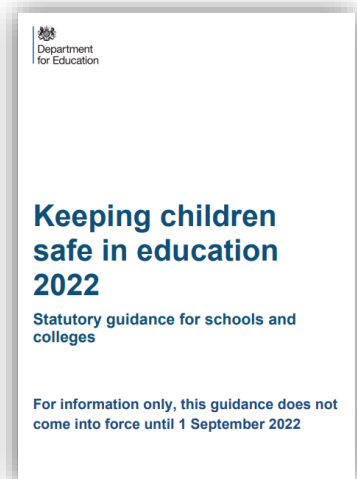 Department
for Education
Keeping children
safe in education
2022
Statutory guidance for schools and
colleges
For information only, this guidance does not
come into force until 1 September 2022